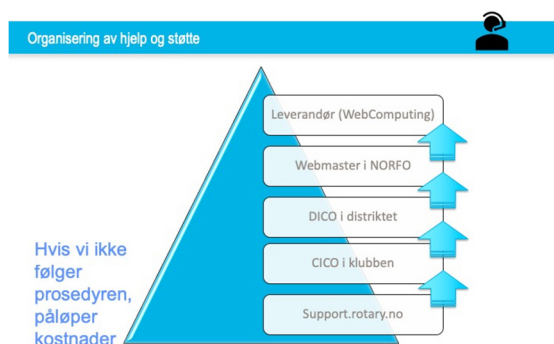 Organisering av hjelp og støtte
Leverandør (WebComputing)
Webmaster i NORFO
DICO i distriktet
CICO i klubben
Support.rotary.no
Hvis vi ikke
følger
prosedyren,
påløper
kostnader